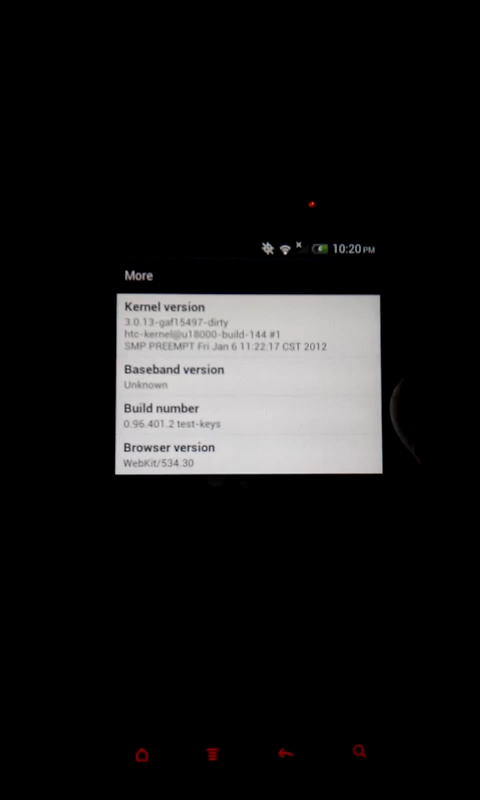 10:20 PM
More
Kernel version
3.0.13-gaf15497-dirty
htc-kernel@u18000-build-144 #1
SMP PREEMPT Fri Jan 6 11:22:17 CST 2012
Baseband version
Unknown
Build number
0.96.401.2 test-keys
Browser version
WebKit/534.30